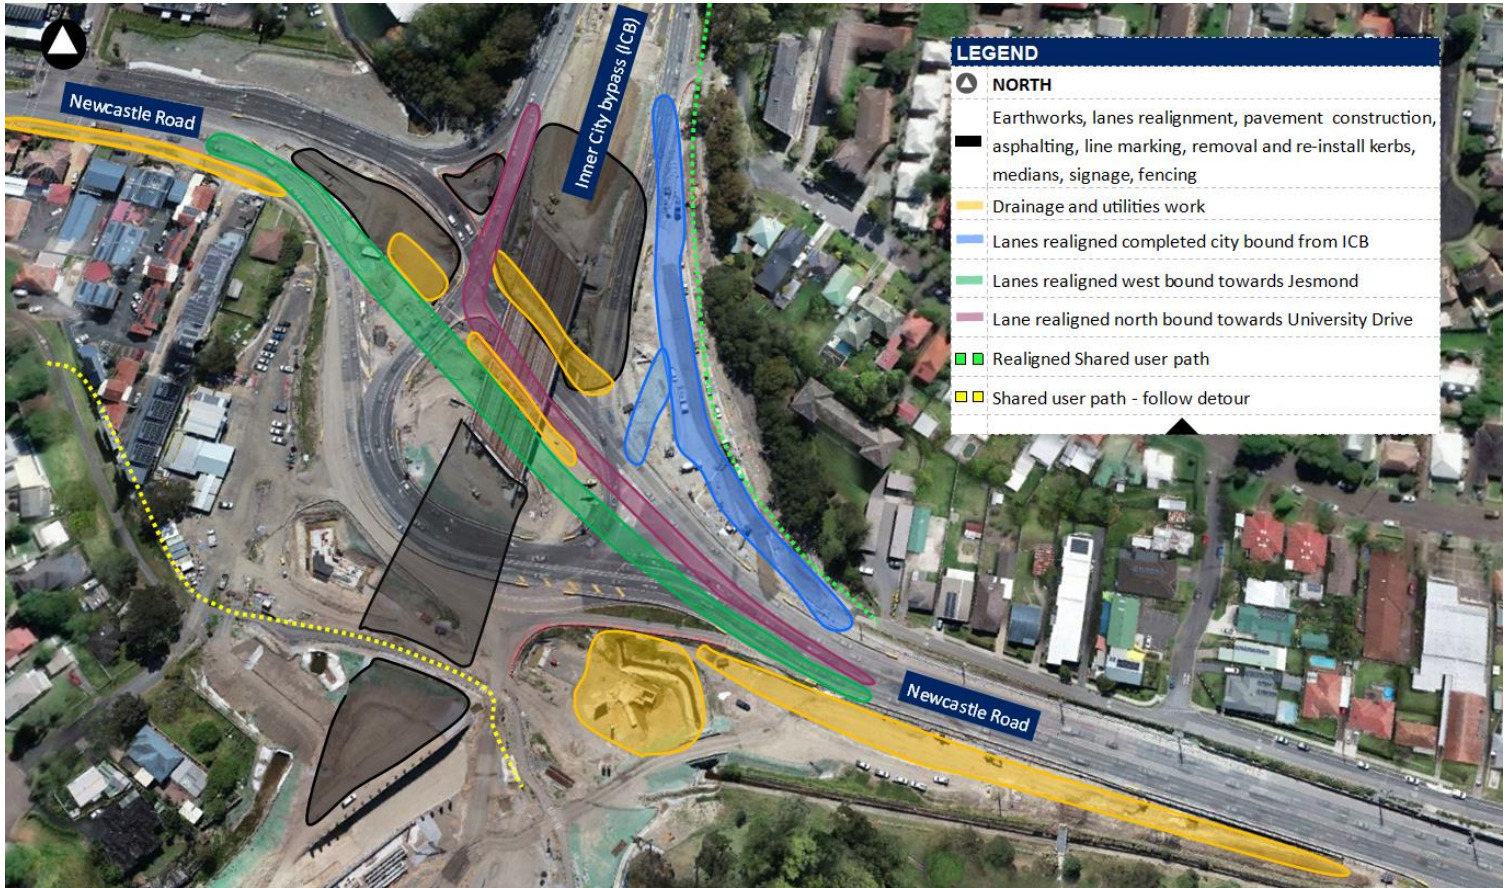 Newcastle Road
Inner City bypass (ICB)
LEGEND
NORTH
Earthworks, lanes realignment, pavement construction,
asphalting, line marking, removal and re-install kerbs,
medians, signage, fencing
Drainage and utilities work
Lanes realigned completed city bound from ICB
Lanes realigned west bound towards Jesmond
Lane realigned north bound towards University Drive
Realigned Shared user path
Shared user path - follow detour
Newcastle Road